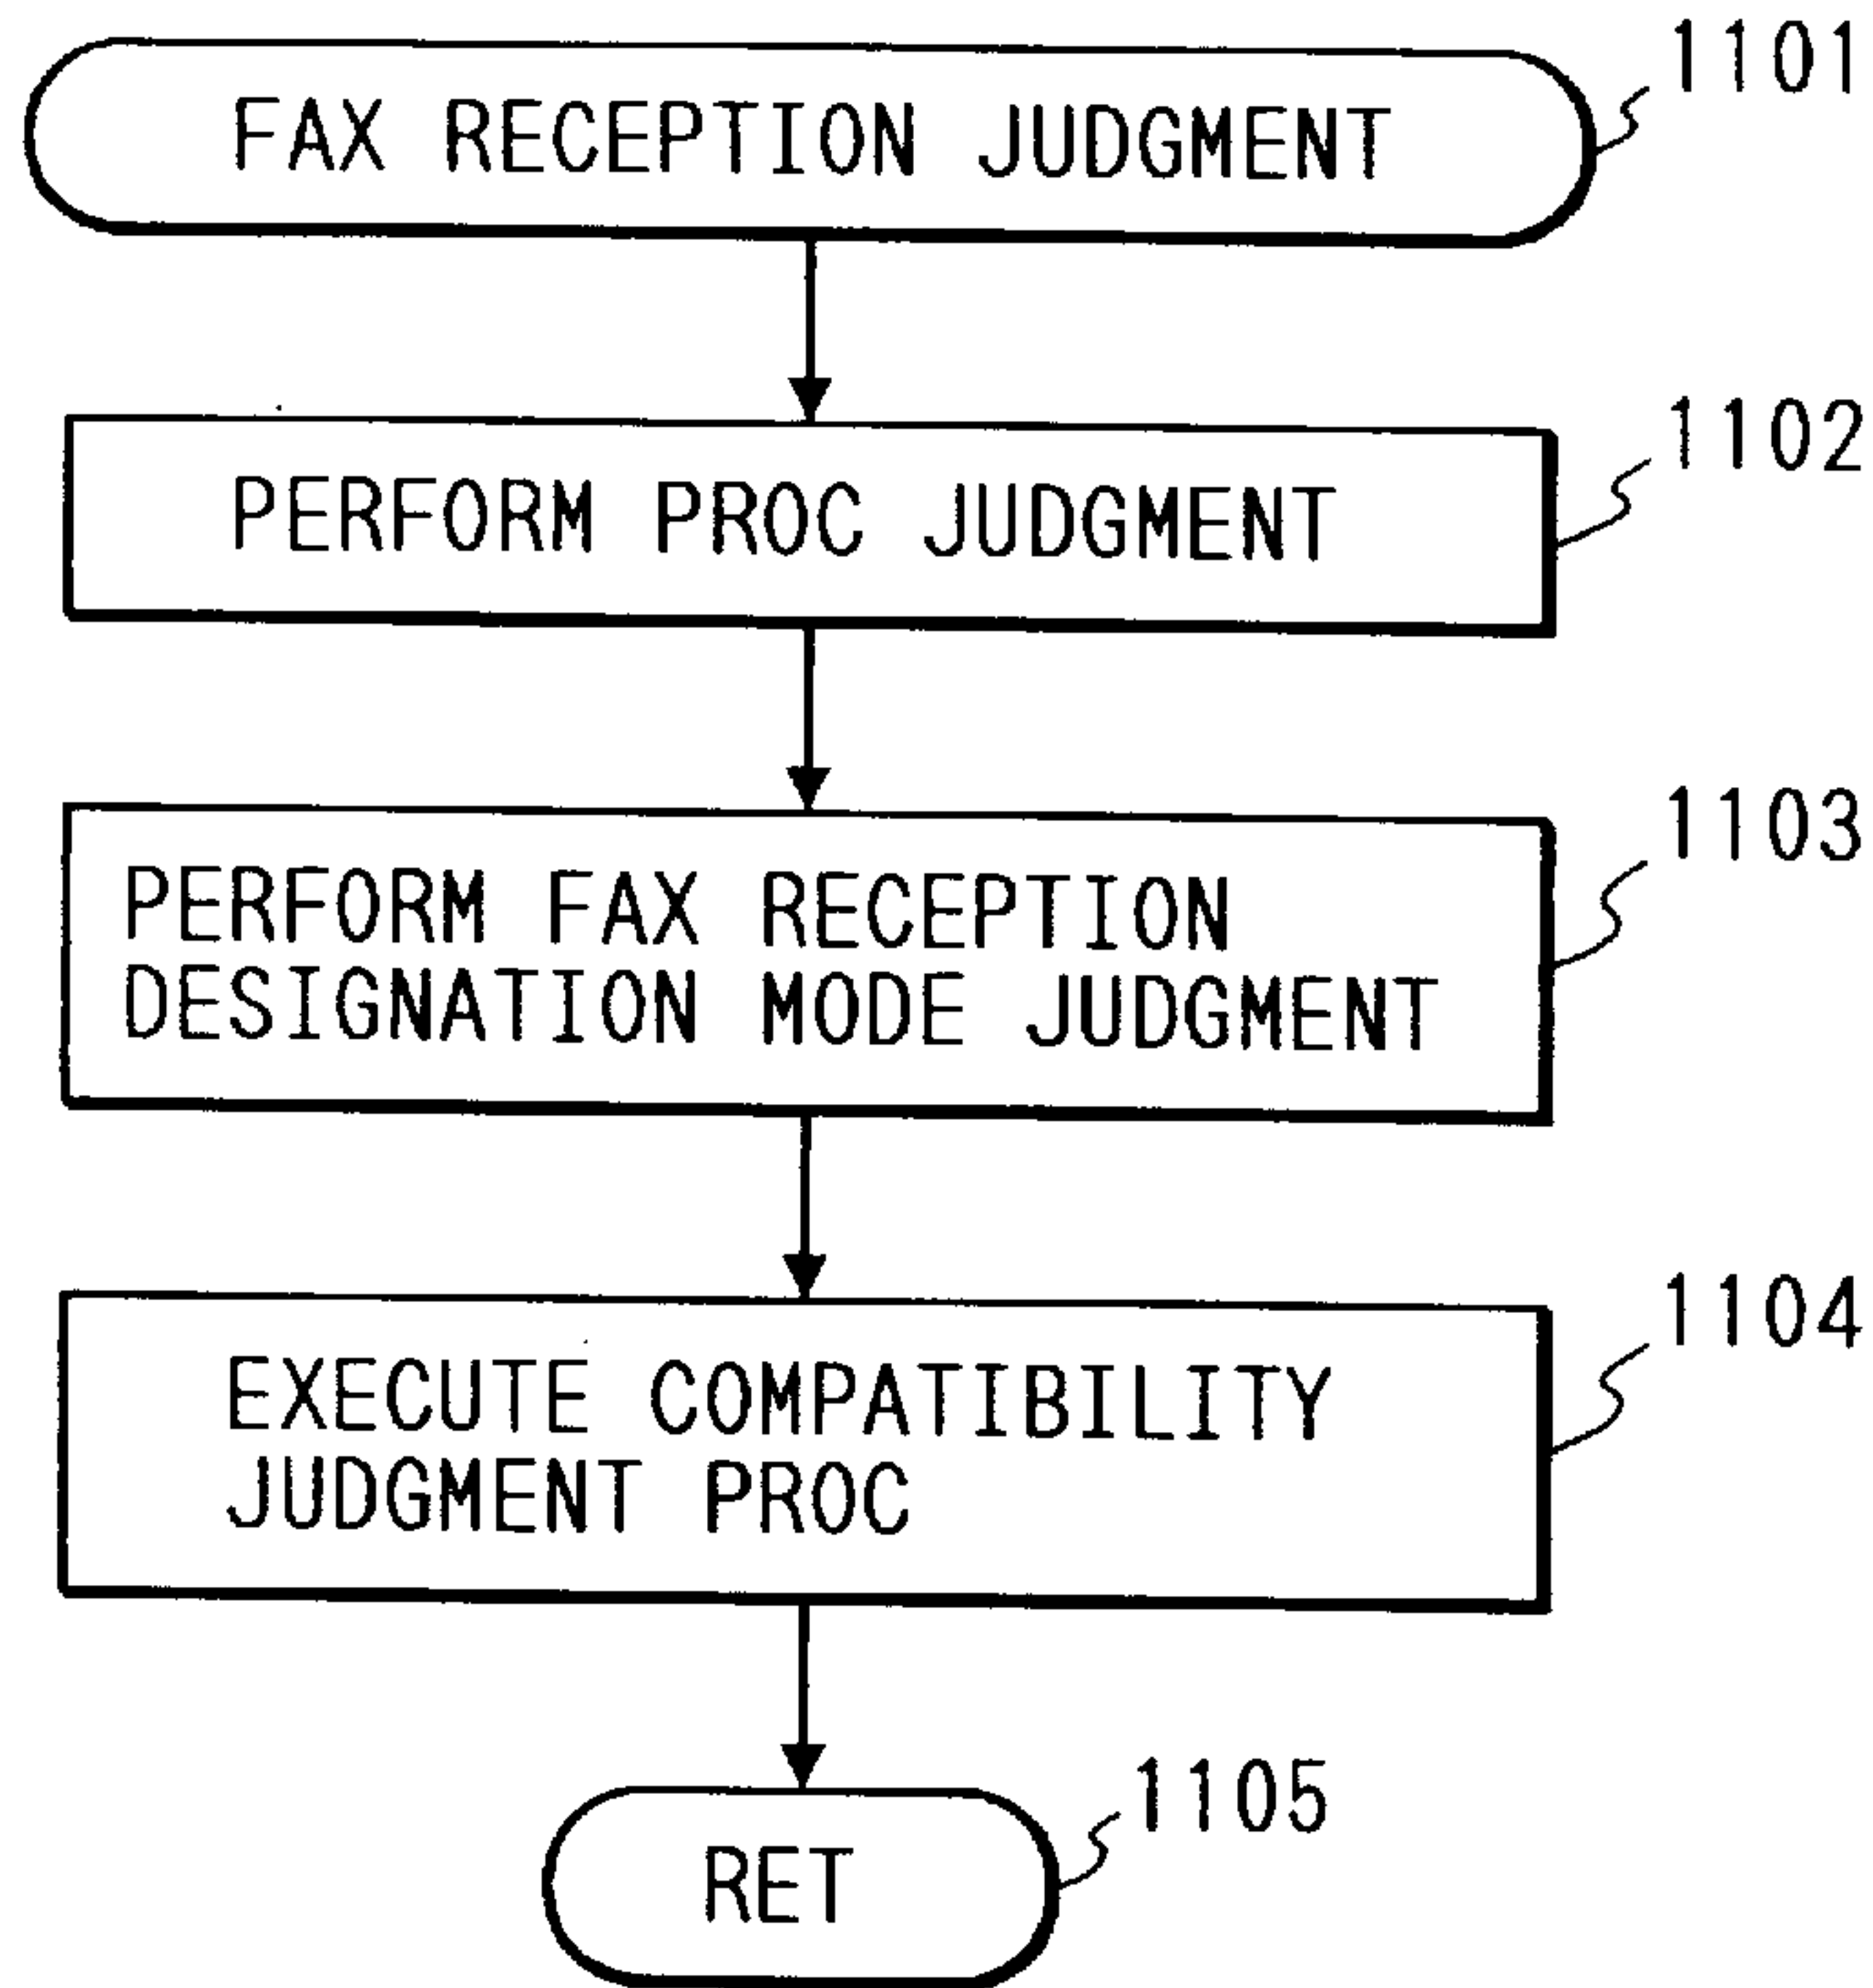 FAX RECEPTION JUDGMENT
1101
PERFORM PROC JUDGMENT
1102
PERFORM FAX RECEPTION
DESIGNATION MODE JUDGMENT
1103
EXECUTE COMPATIBILITY
JUDGMENT PROC
1104
RET
1105